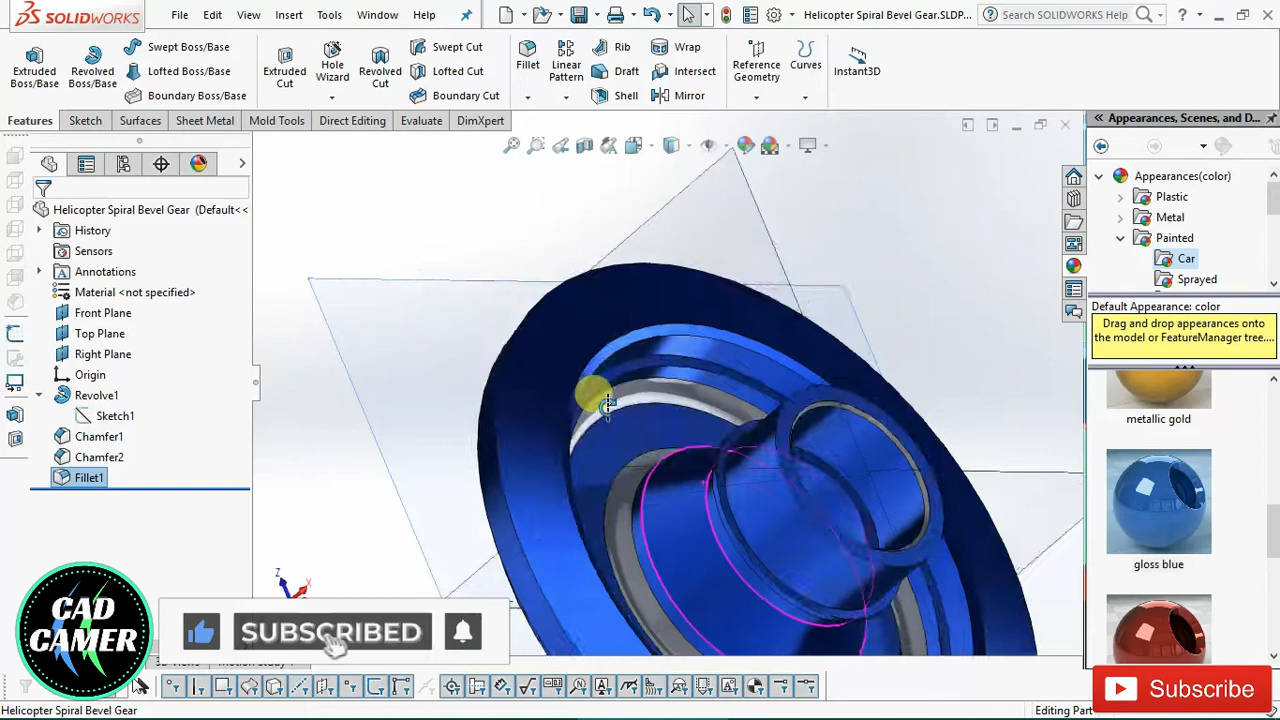 SOLIDWORKS
File
Edit
View
Insert
Tools
Window
Help
Helicopter Spiral Bevel Gear.SLDP...
Search SOLIDWORKS Help
Extruded Boss/Base
Revolved Boss/Base
Swept Boss/Base
Lofted Boss/Base
Boundary Boss/Base
Extruded Cut
Hole Wizard
Revolved Cut
Swept Cut
Lofted Cut
Boundary Cut
Fillet
Linear Pattern
Rib
Draft
Shell
Wrap
Intersect
Mirror
Reference Geometry
Curves
Instant3D
Features
Sketch
Surfaces
Sheet Metal
Mold Tools
Direct Editing
Evaluate
DimXpert
Appearances, Scenes, and D...
Helicopter Spiral Bevel Gear (Default<<
History
Sensors
Annotations
Material <not specified>
Front Plane
Top Plane
Right Plane
Origin
Revolve1
Sketch1
Chamfer1
Chamfer2
Fillet1
Appearances(color)
Plastic
Metal
Painted
Car
Sprayed
Default Appearance: color
Drag and drop appearances onto
the model or FeatureManager tree....
metallic gold
gloss blue
Z
X
CAD
CAMER
SUBSCRIBED
Subscribe
Helicopter Spiral Bevel Gear
Editing Part